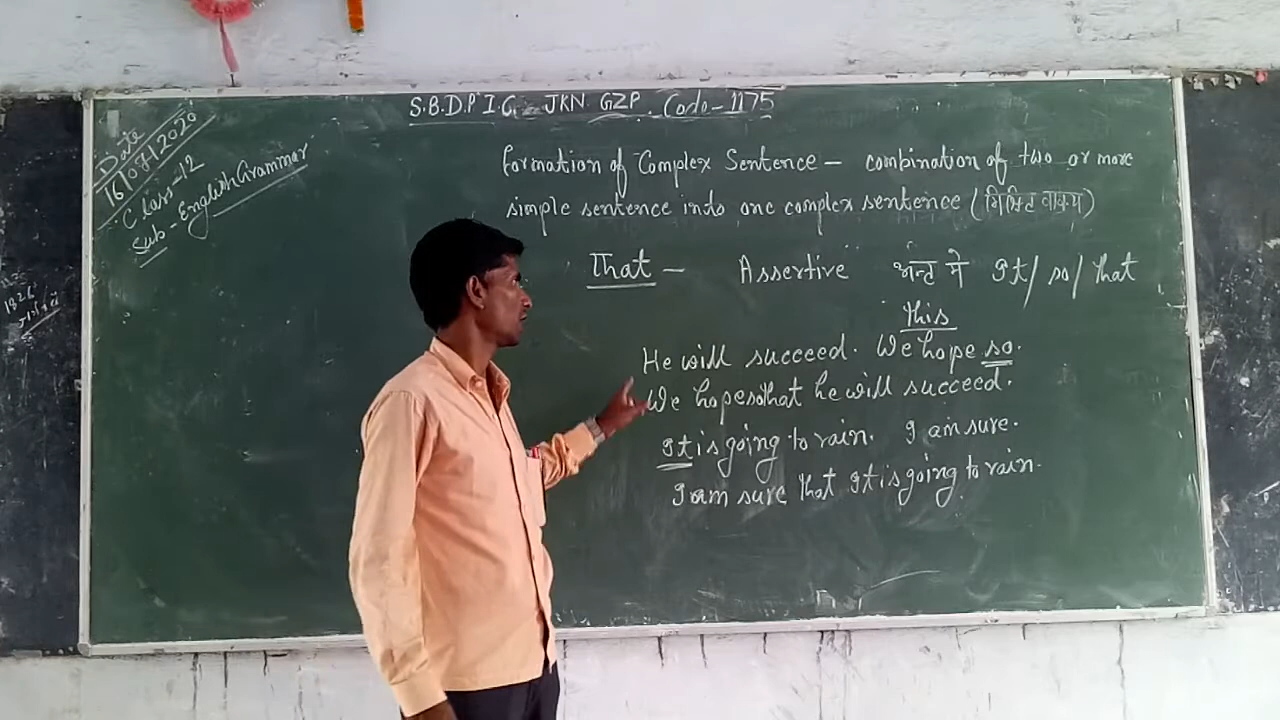 S.B.D.P I.C. JKN GZP. Code-1175
Date
16/07/2020
Class-12
Sub-English Grammar
Formation of Complex Sentence - combination of two or more
simple sentence into one complex sentence (मिश्रित वाक्य)
That - Assertive अन्त में It/so/that
this
He will succeed. We hope so.
We hope that he will succeed.
It is going to rain. I am sure.
I am sure that It is going to rain.
1826